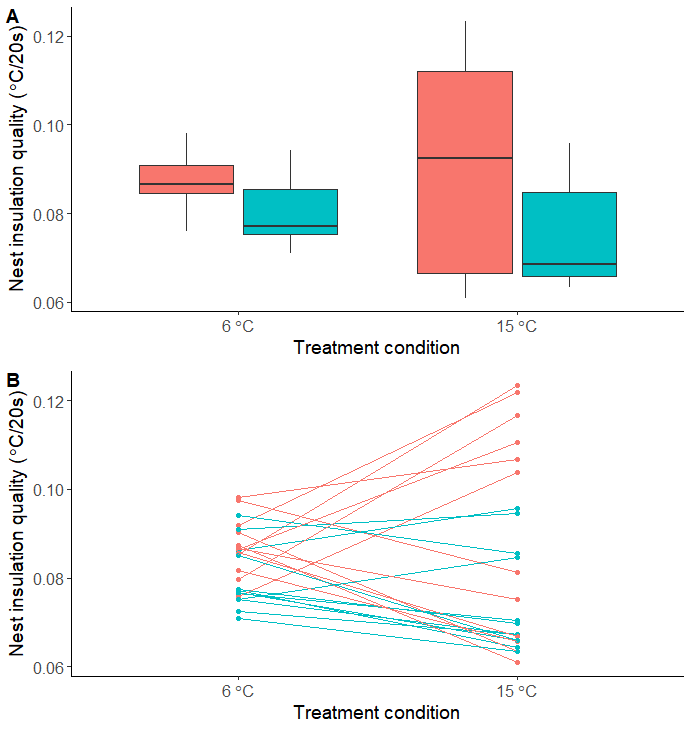 A
Nest insulation quality (°C/20s)
0.12
0.10
0.08
0.06
6 °C
15 °C
Treatment condition
B
Nest insulation quality (°C/20s)
0.12
0.10
0.08
0.06
6 °C
15 °C
Treatment condition